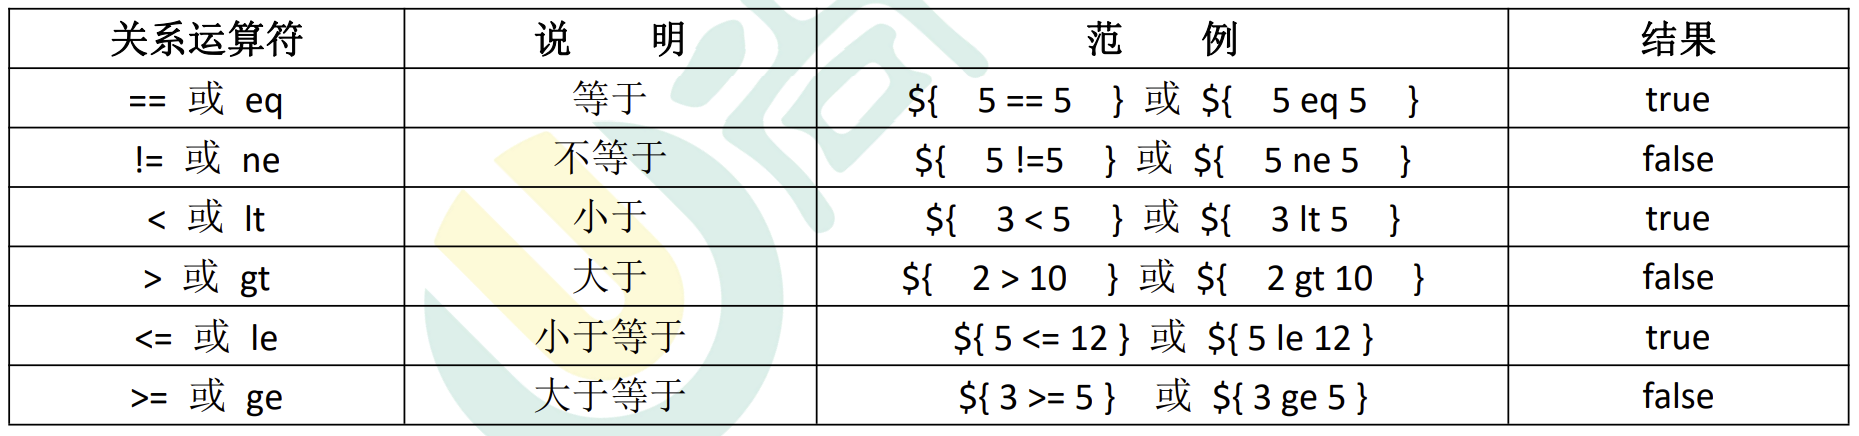 关系运算符 说 明 范 例 结果
== 或 eq 等于 ${ 5 == 5 } 或 ${ 5 eq 5 } true
!= 或 ne 不等于 ${ 5 !=5 } 或 ${ 5 ne 5 } false
< 或 lt 小于 ${ 3 < 5 } 或 ${ 3 lt 5 } true
> 或 gt 大于 ${ 2 > 10 } 或 ${ 2 gt 10 } false
<= 或 le 小于等于 ${ 5 <= 12 } 或 ${ 5 le 12 } true
>= 或 ge 大于等于 ${ 3 >= 5 } 或 ${ 3 ge 5 } false